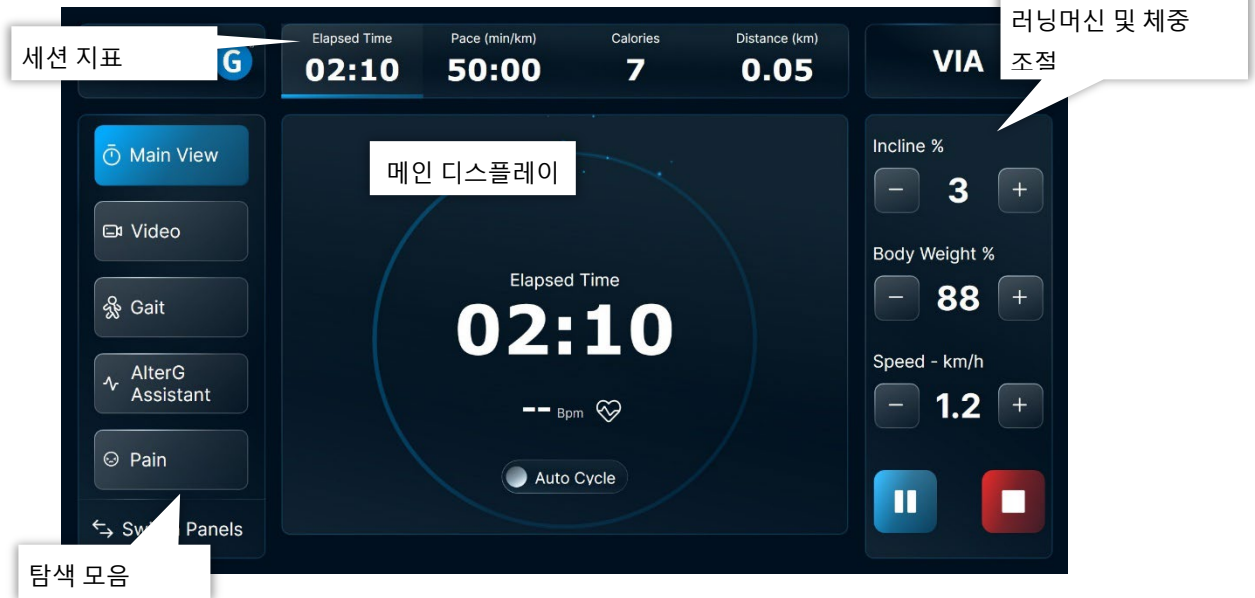 세션 지표
G
Elapsed Time
02:10
Pace (min/km)
50:00
Calories
7
Distance (km)
0.05
VIA
러닝머신 및 체중
조절
Main View
Video
Gait
AlterG
Assistant
Pain
Panels
탐색 모음
메인 디스플레이
Elapsed Time
02:10
-- Bpm
Auto Cycle
Incline %
− 3 +
Body Weight %
− 88 +
Speed - km/h
− 1.2 +